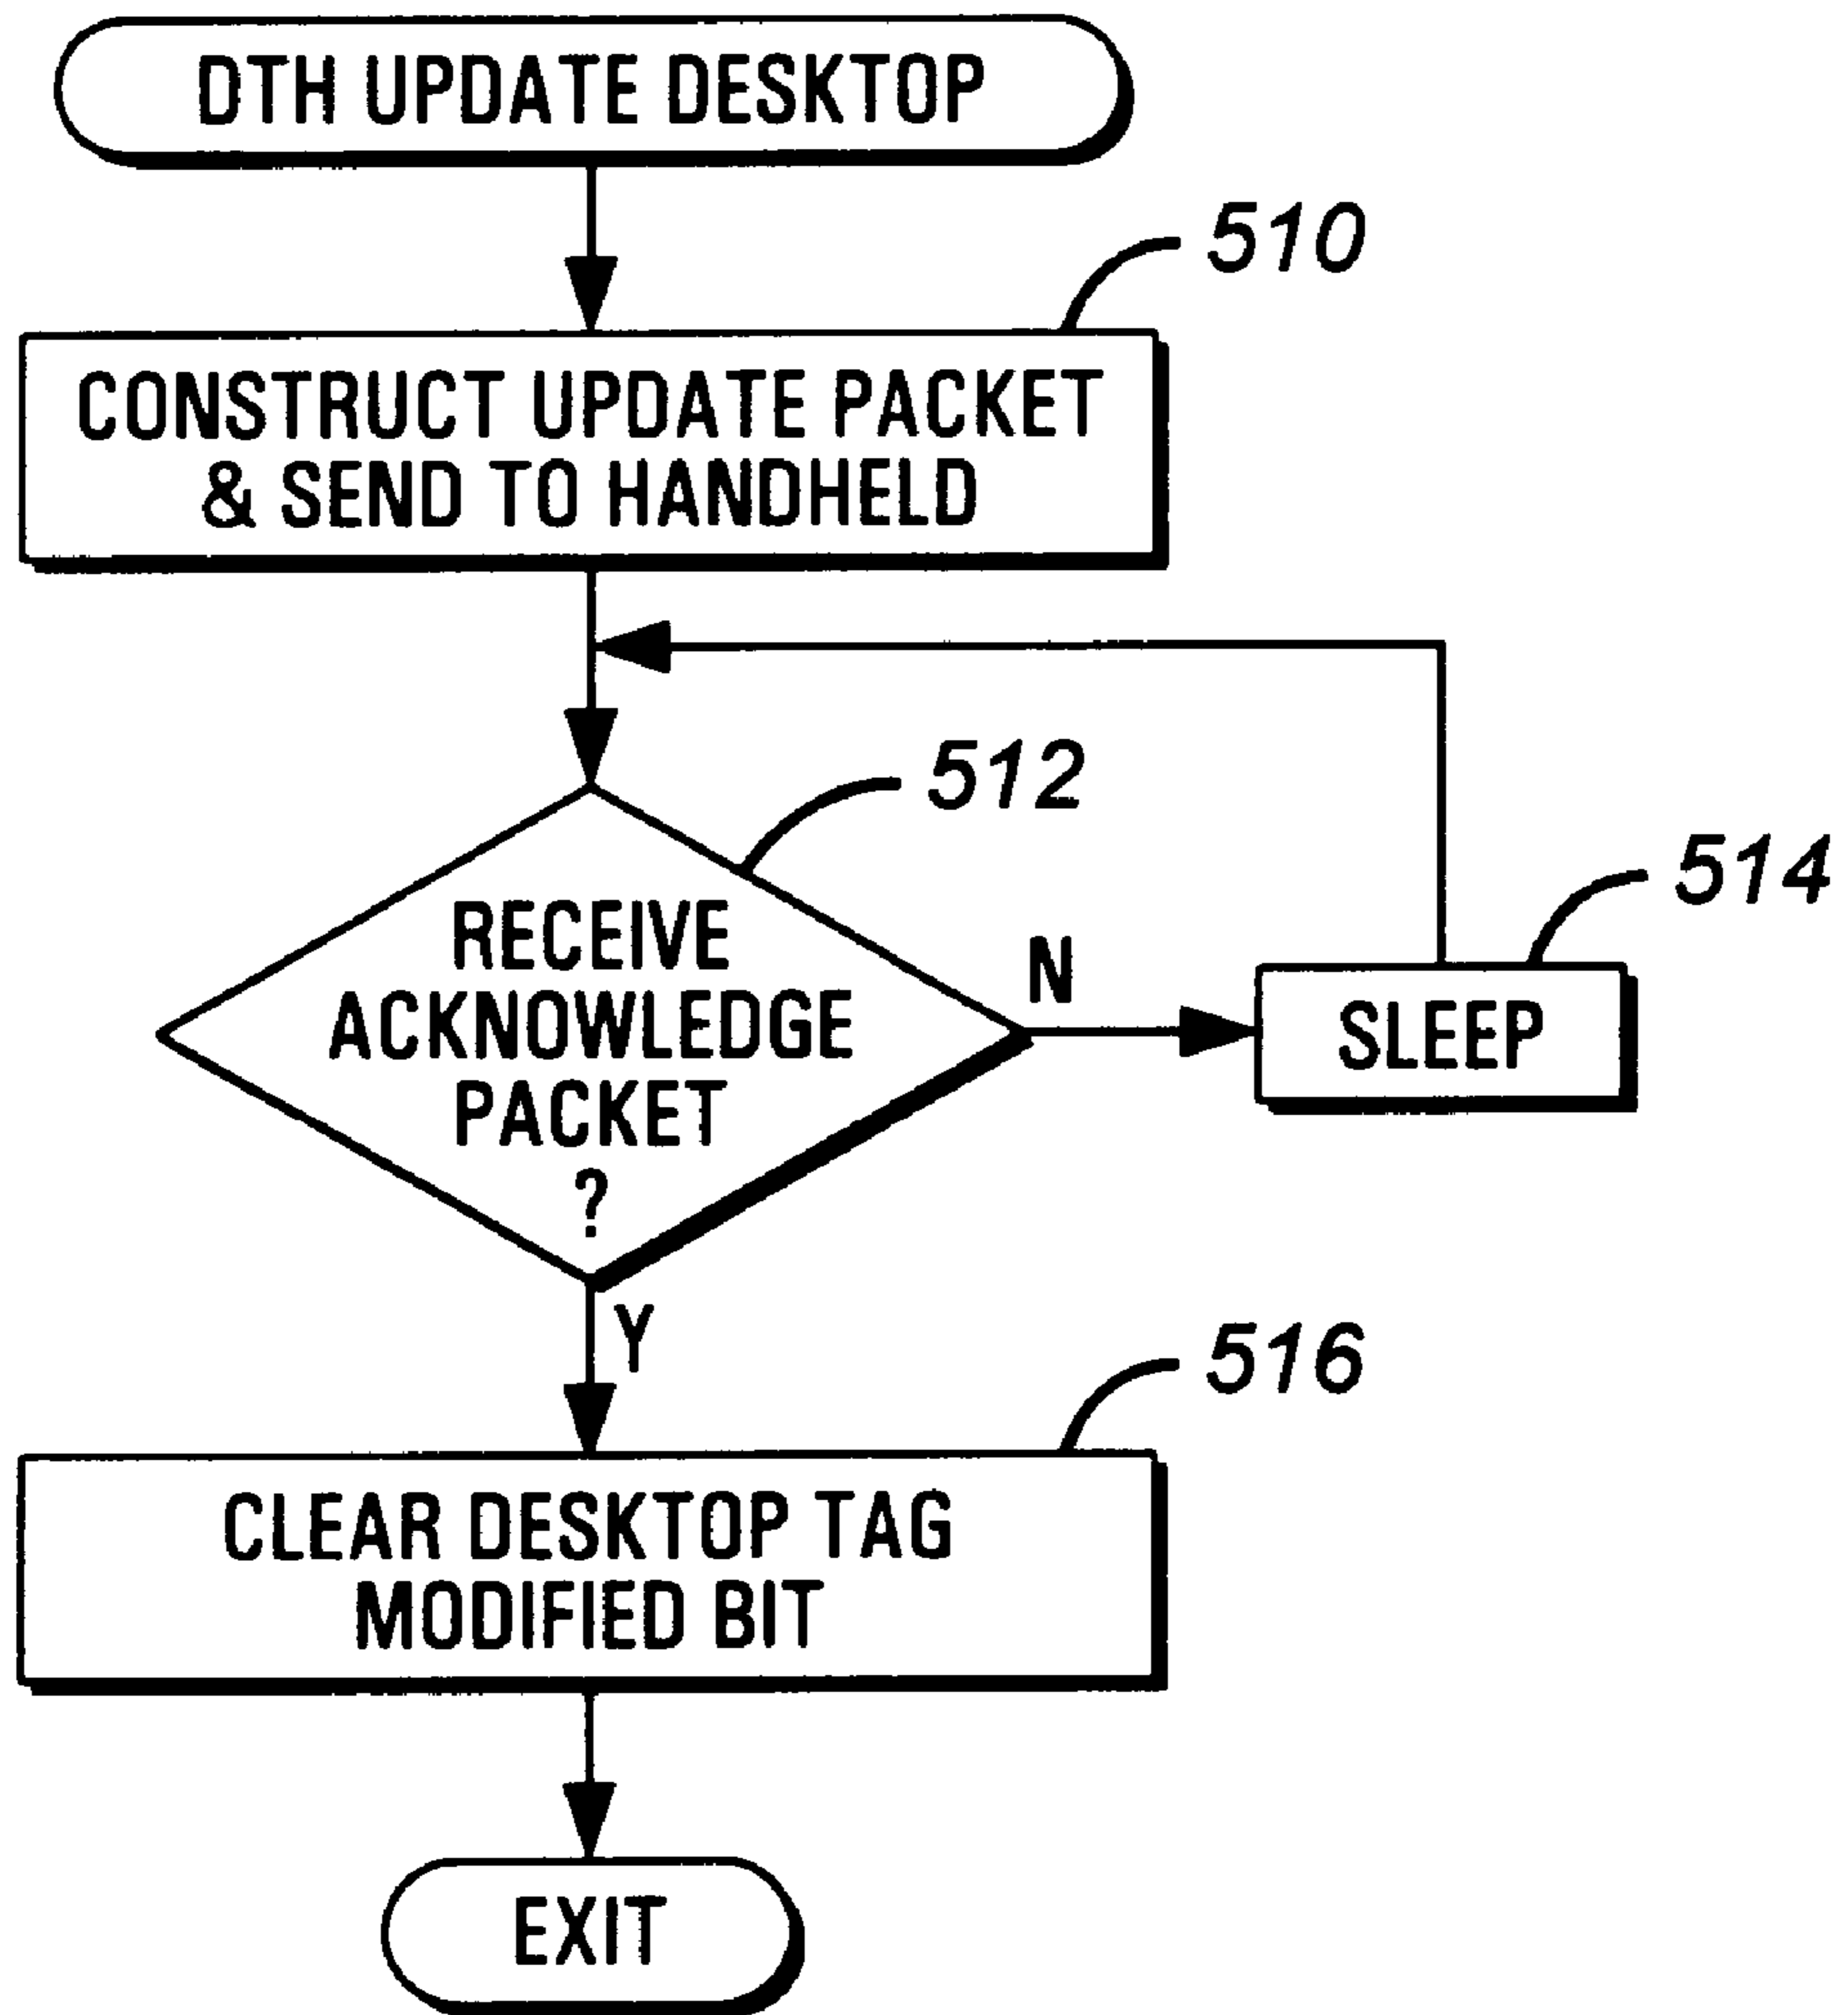 DTH UPDATE DESKTOP
510
CONSTRUCT UPDATE PACKET
& SEND TO HANDHELD
512
514
RECEIVE
ACKNOWLEDGE
PACKET
?
N
SLEEP
Y
516
CLEAR DESKTOP TAG
MODIFIED BIT
EXIT